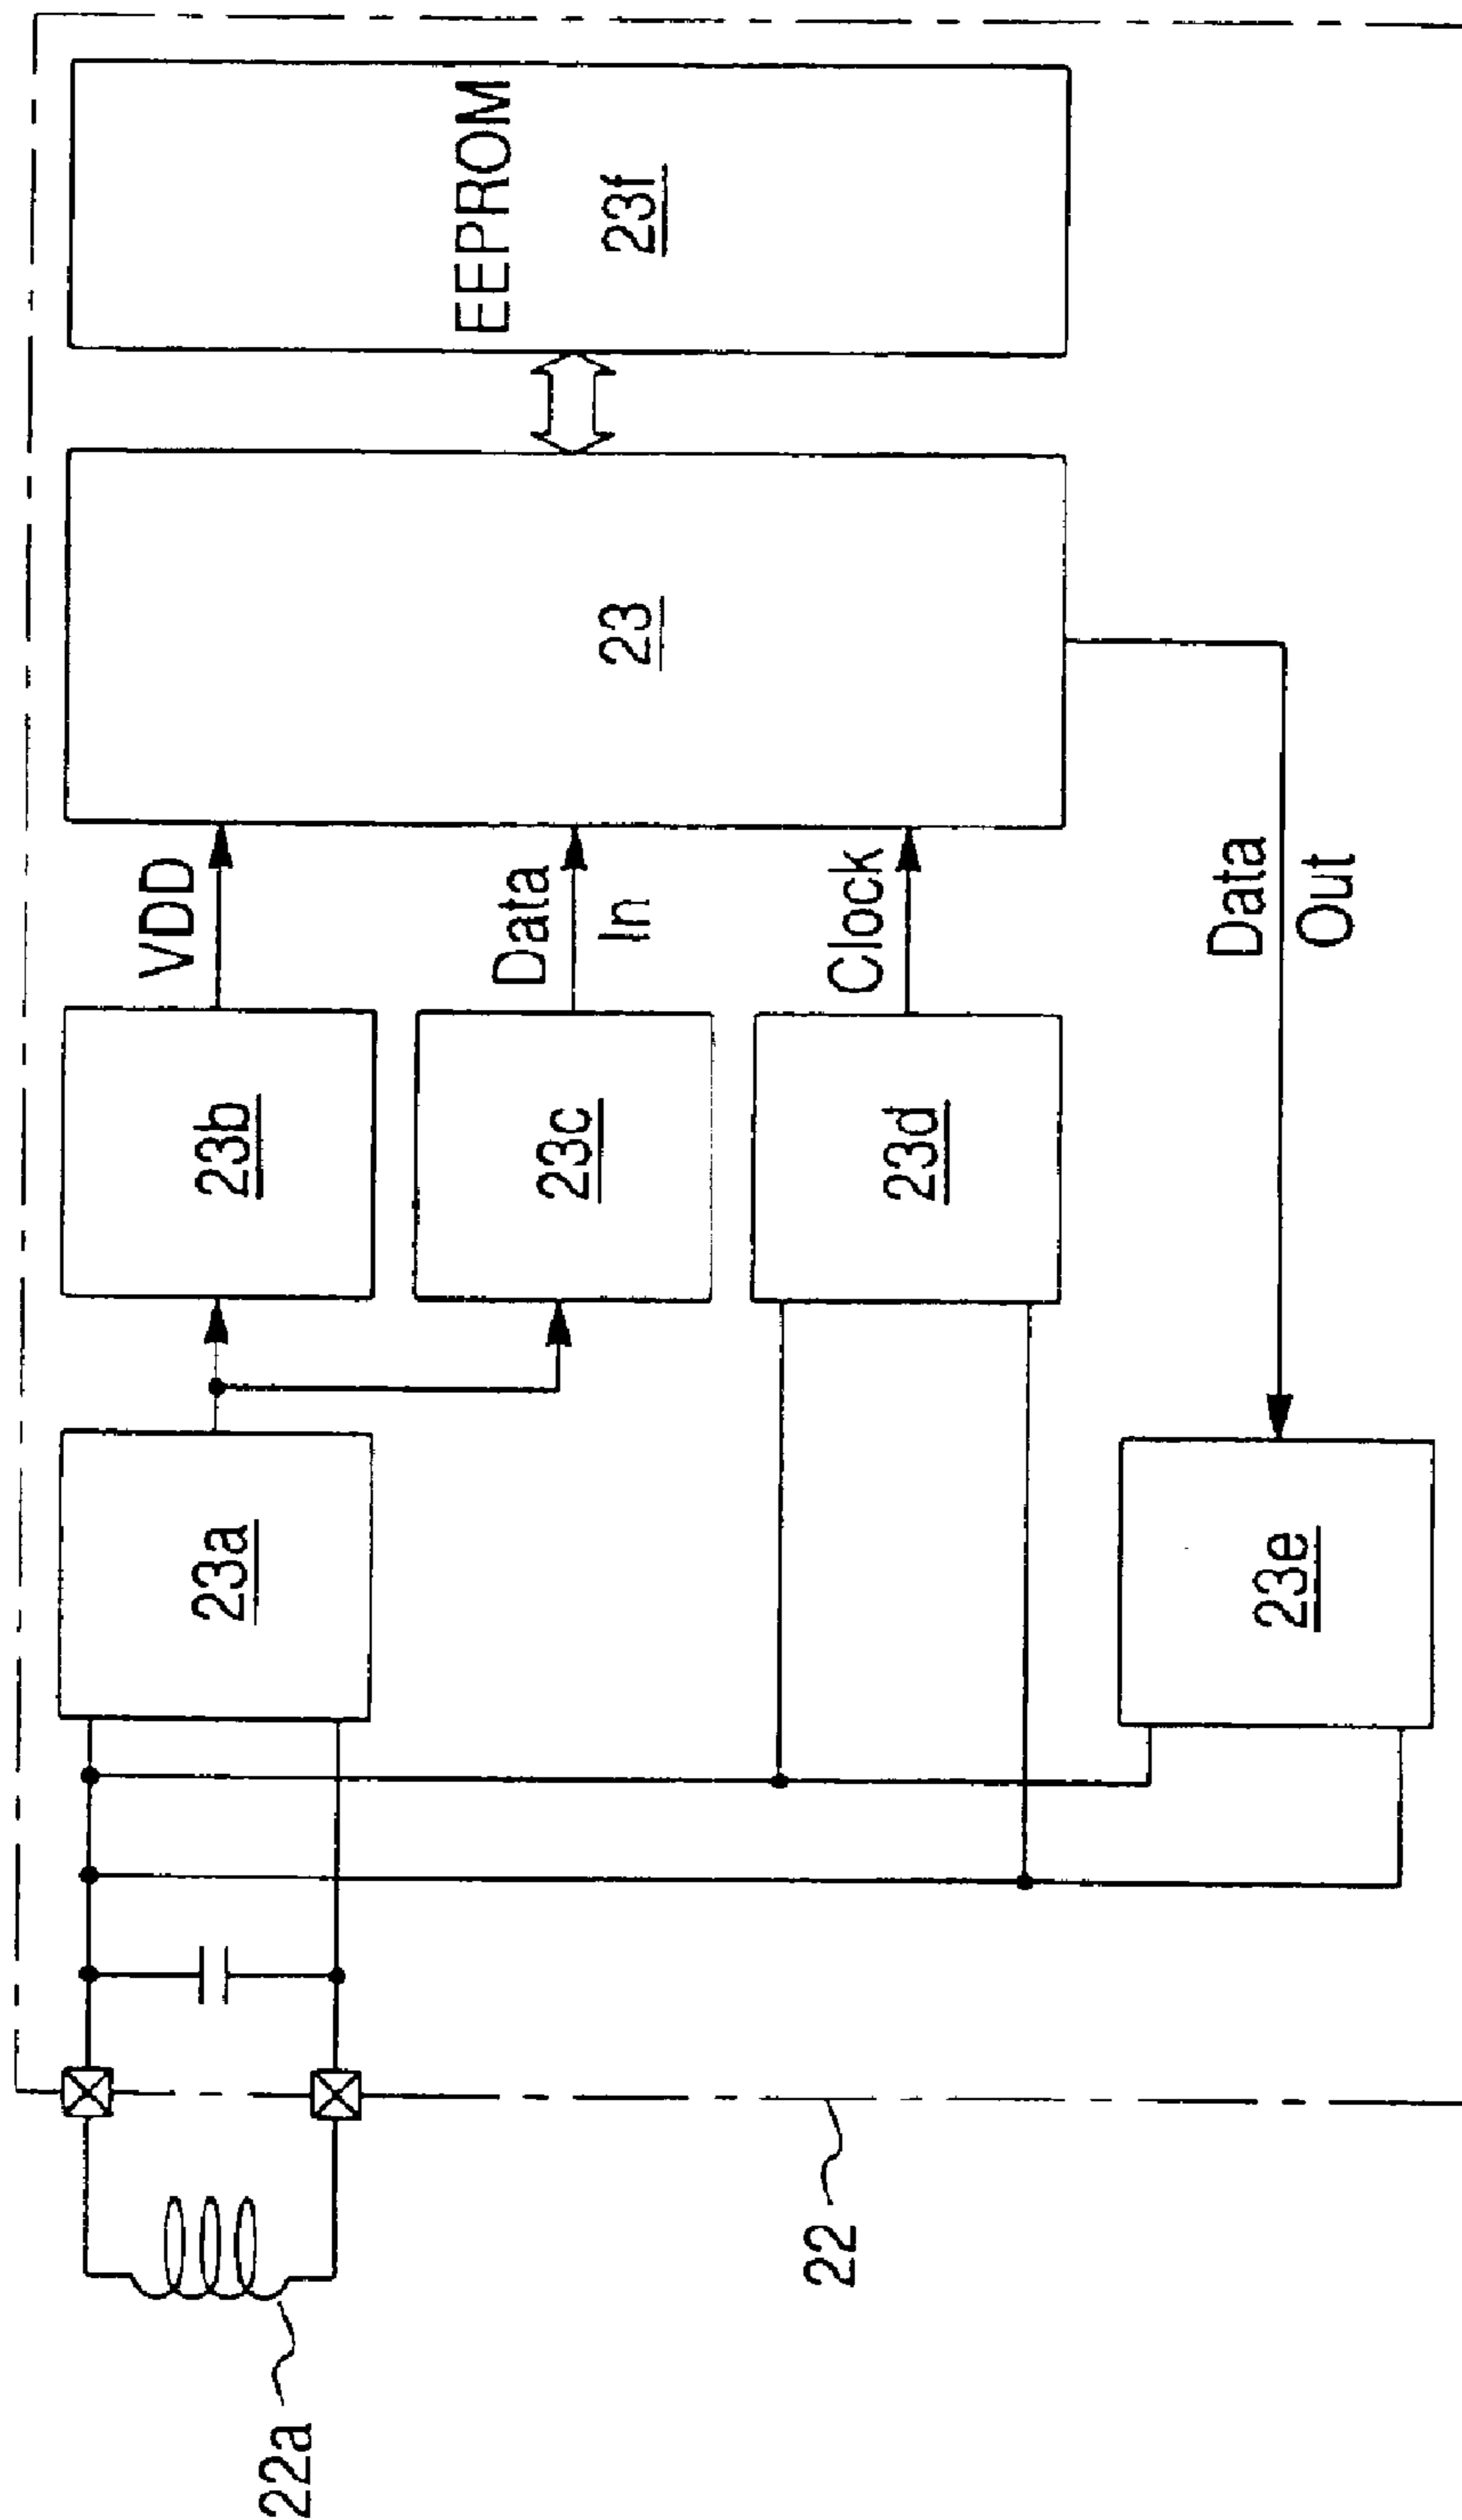 22a
22
23a
23b
23c
23d
23e
VDD
Data
In
Clock
Data
Out
23
EEPROM
23f